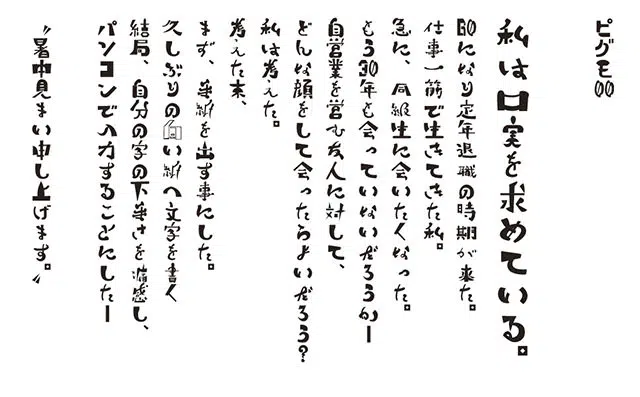 ピグモ00
私は口実を求めている。
60になり定年退職の時期が来た。
仕事一筋で生きてきた私。
急に、同級生に会いたくなった。
もう30年も会っていないだろうかー
自営業を営む友人に対して、
どんな顔をして会ったらよいだろう?
私は考えた。
考えた末、
まず、手紙を出す事にした。
久しぶりの白い紙へ文字を書く
結局、自分の字の下手さを痛感し、
パソコンで入力することにしたー
〝暑中見まい申し上げます。〟